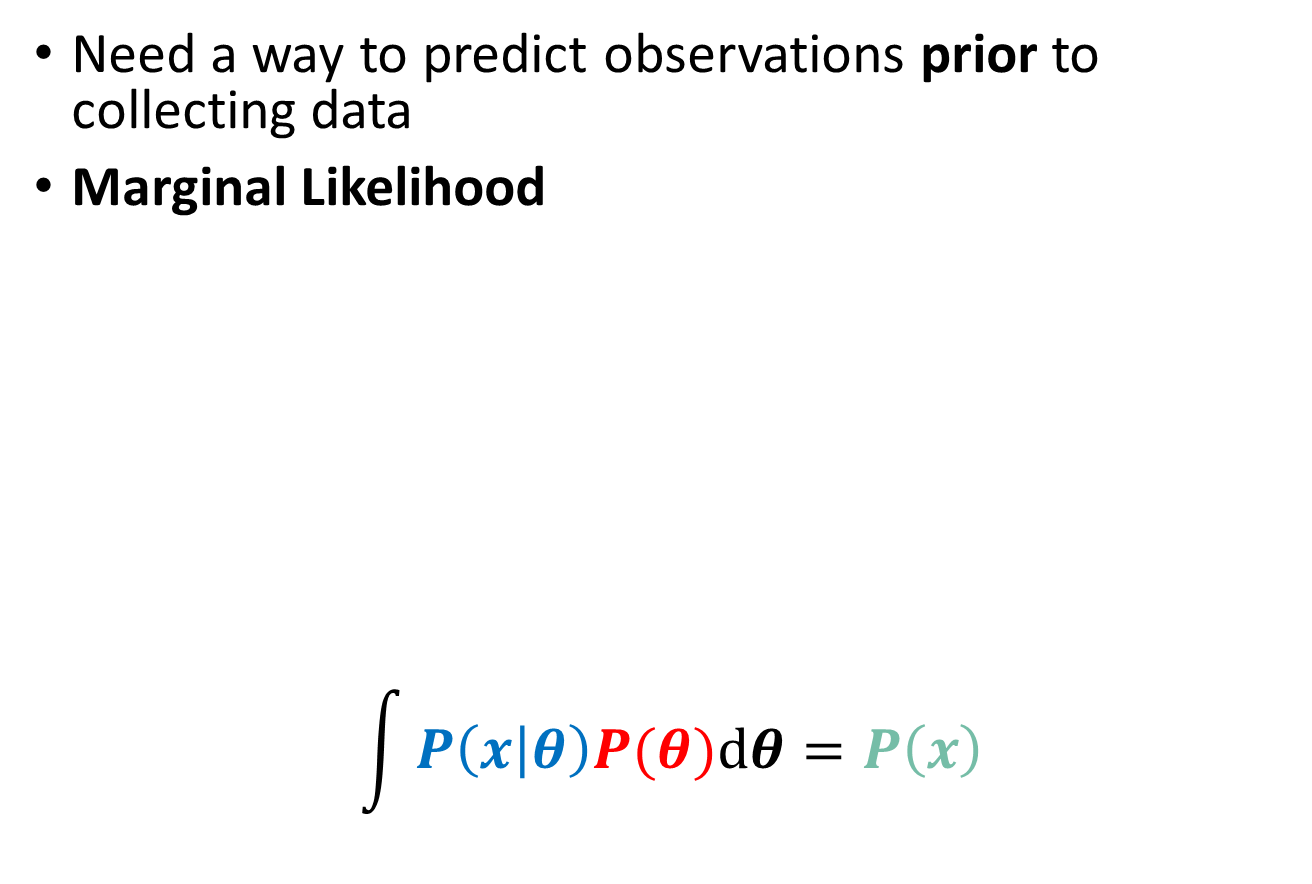 • Need a way to predict observations prior to
collecting data
• Marginal Likelihood
∫ P(x|θ)P(θ)dθ = P(x)